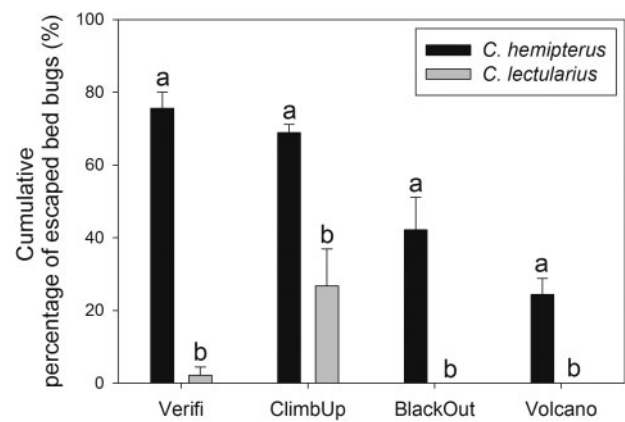 Cumulative
percentage of escaped bed bugs (%)
100
80
60
40
20
0
C. hemipterus
C. lectularius
a
b
a
b
a
b
a
b
Verifi
ClimbUp
BlackOut
Volcano